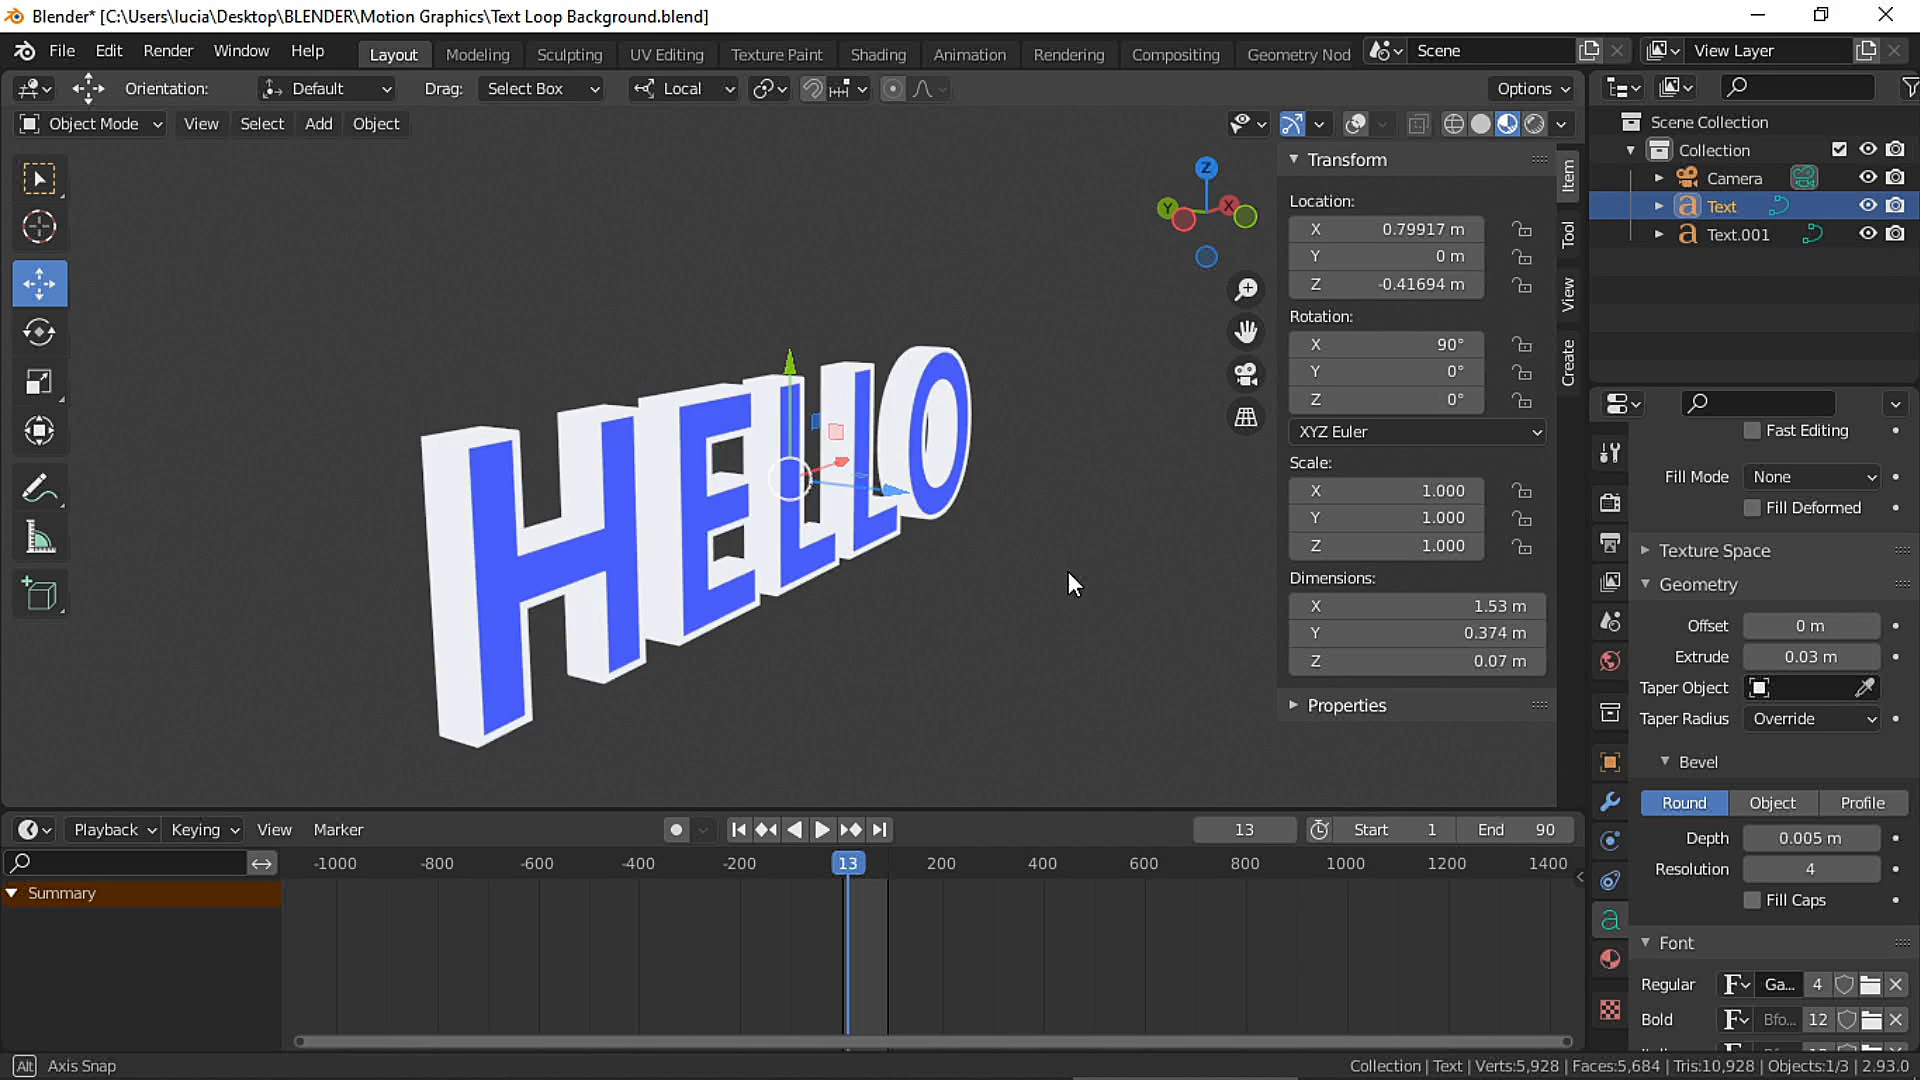 Blender* [C:\Users\lucia\Desktop\BLENDER\Motion Graphics\Text Loop Background.blend]
File Edit Render Window Help Layout Modeling Sculpting UV Editing Texture Paint Shading Animation Rendering Compositing Geometry Nod Scene View Layer
Orientation: Default Drag: Select Box Local Options
Object Mode View Select Add Object
Scene Collection
Collection
Camera
Text
Text.001
Z
Y
X
HELLO
Transform
Location:
X 0.79917 m
Y 0 m
Z -0.41694 m
Rotation:
X 90°
Y 0°
Z 0°
XYZ Euler
Scale:
X 1.000
Y 1.000
Z 1.000
Dimensions:
X 1.53 m
Y 0.374 m
Z 0.07 m
Properties
Item
Tool
View
Create
Fast Editing
Fill Mode None
Fill Deformed
Texture Space
Geometry
Offset 0 m
Extrude 0.03 m
Taper Object
Taper Radius Override
Bevel
Round Object Profile
Depth 0.005 m
Resolution 4
Fill Caps
Font
Regular Ga... 4
Bold Bfo... 12
Playback Keying View Marker 13 Start 1 End 90
-1000 -800 -600 -400 -200 13 200 400 600 800 1000 1200 1400
Summary
Alt Axis Snap
Collection | Text | Verts:5,928 | Faces:5,684 | Tris:10,928 | Objects:1/3 | 2.93.0